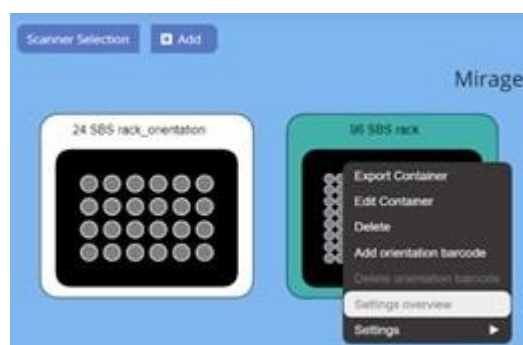 Scanner Selection
Add
Mirage
24 SBS rack_orientation
96 SBS rack
Export Container
Edit Container
Delete
Add orientation barcode
Delete orientation barcode
Settings overview
Settings